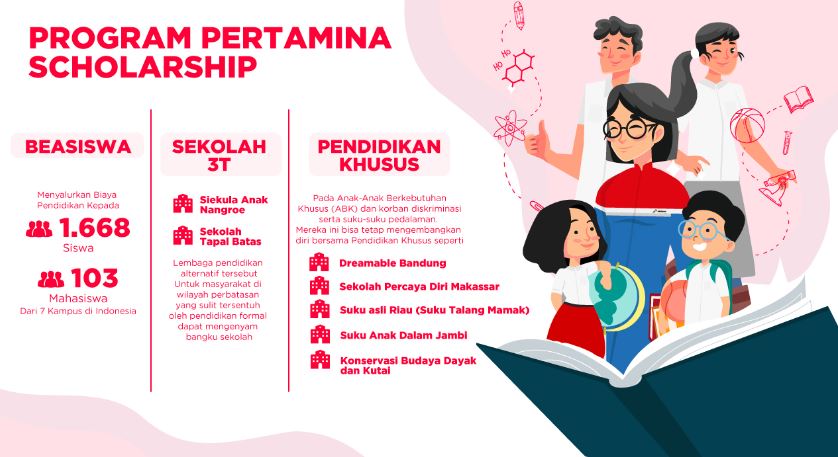 PROGRAM PERTAMINA
SCHOLARSHIP
BEASISWA
Menyalurkan Biaya
Pendidikan Kepada
1.668
Siswa
103
Mahasiswa
Dari 7 Kampus di Indonesia
SEKOLAH
3T
Siekula Anak
Nangroe
Sekolah
Tapal Batas
Lembaga pendidikan
alternatif tersebut
Untuk masyarakat di
wilayah perbatasan
yang sulit tersentuh
oleh pendidikan formal
dapat mengenyam
bangku sekolah
PENDIDIKAN
KHUSUS
Pada Anak-Anak Berkebutuhan
Khusus (ABK) dan korban diskriminasi
serta suku-suku pedalaman.
Mereka ini bisa tetap mengembangkan
diri bersama Pendidikan Khusus seperti
Dreamable Bandung
Sekolah Percaya Diri Makassar
Suku asli Riau (Suku Talang Mamak)
Suku Anak Dalam Jambi
Konservasi Budaya Dayak
dan Kutai
HO
HO